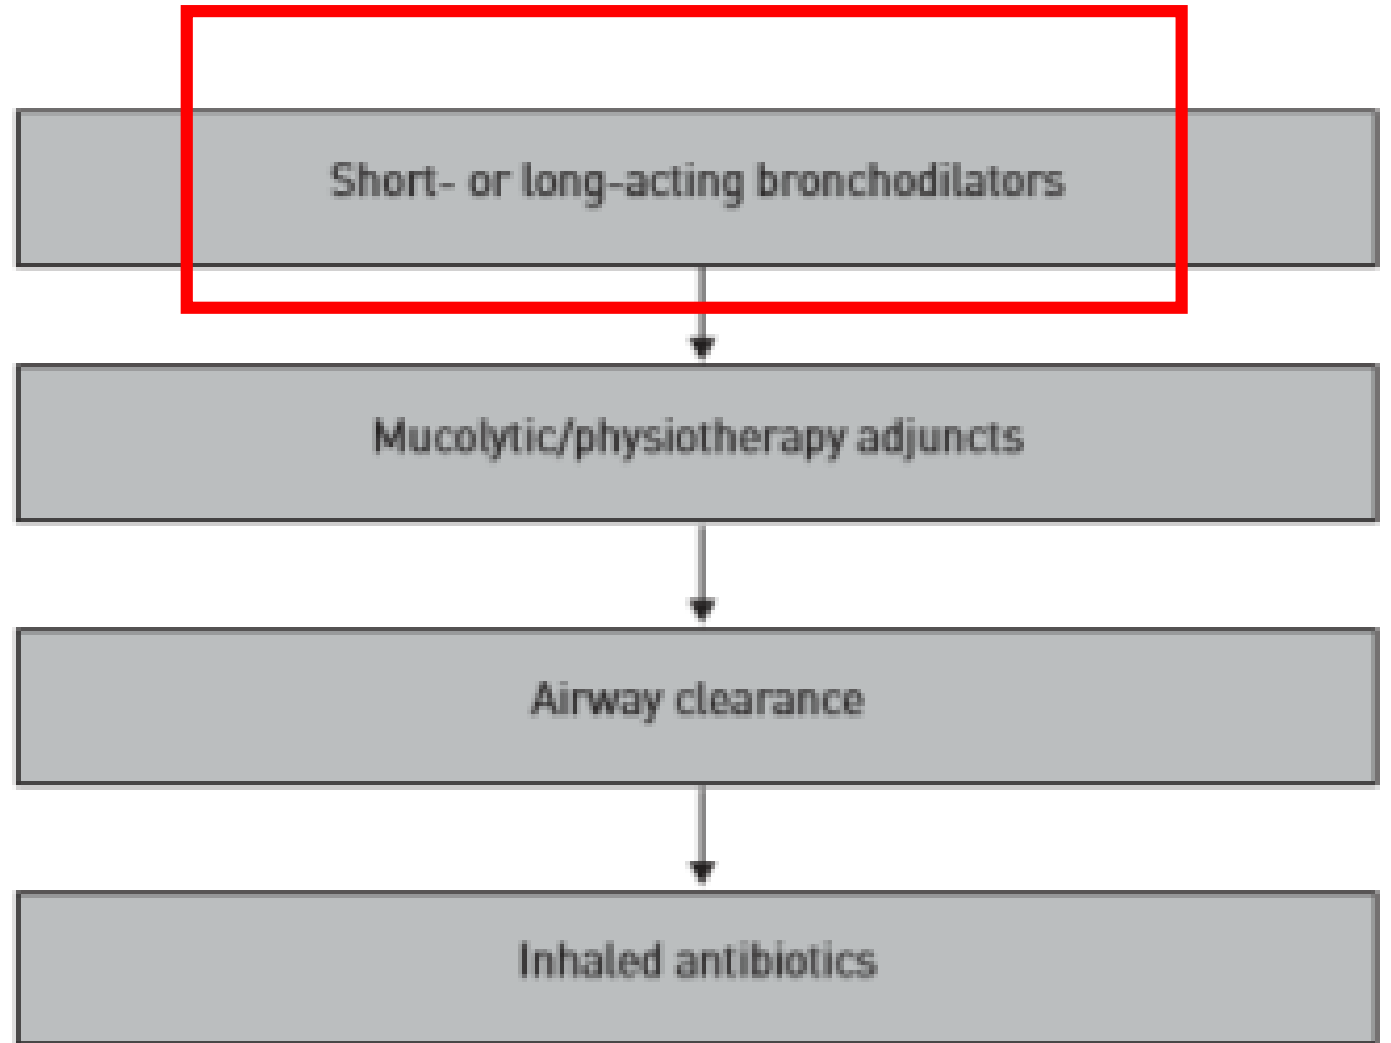 Short- or long-acting bronchodilators
Mucolytic/physiotherapy adjuncts
Airway clearance
Inhaled antibiotics